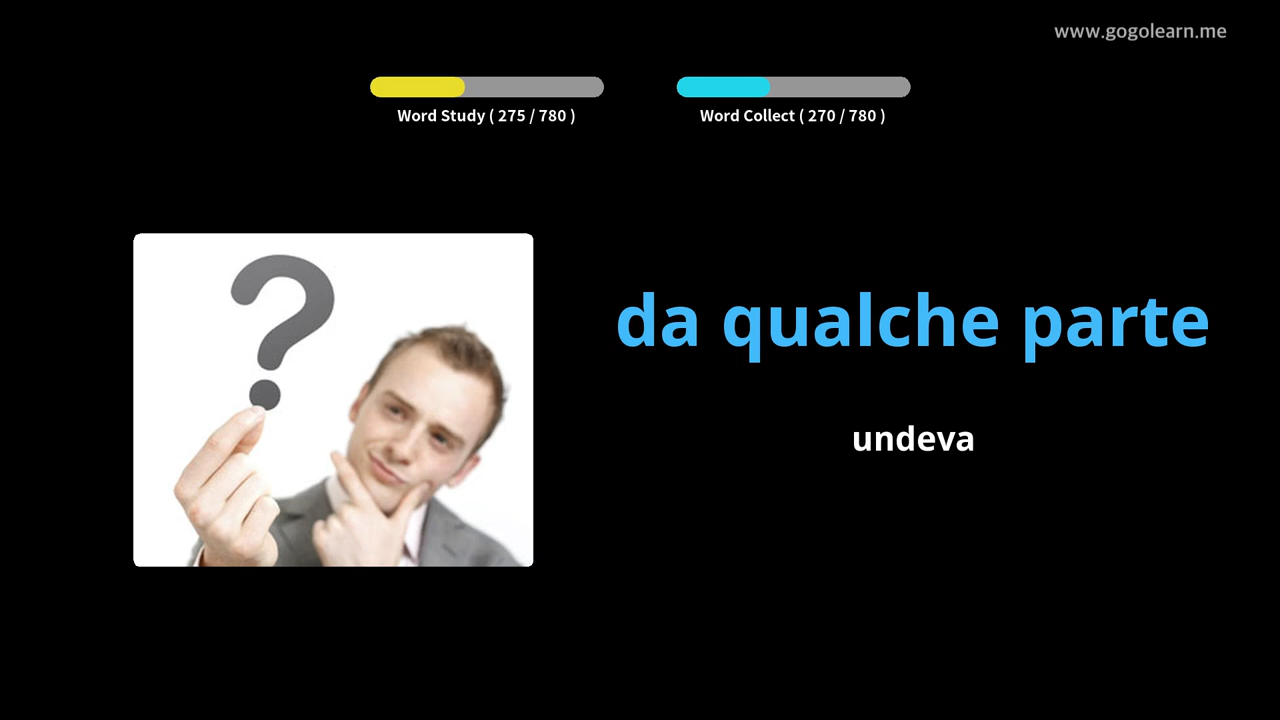 www.gogolearn.me
Word Study ( 275 / 780 )
Word Collect ( 270 / 780 )
da qualche parte
undeva